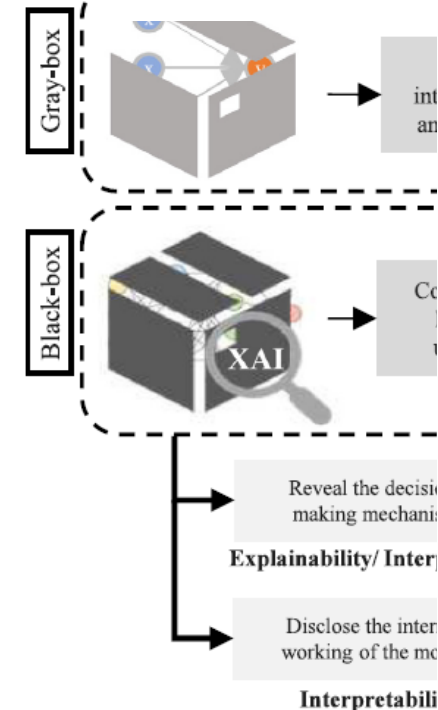 Gray-box
x
x
int
an
Black-box
Co
XAI
u
Reveal the decisi
making mechanis
Explainability/ Inter
Disclose the inter
working of the mo
Interpretabili